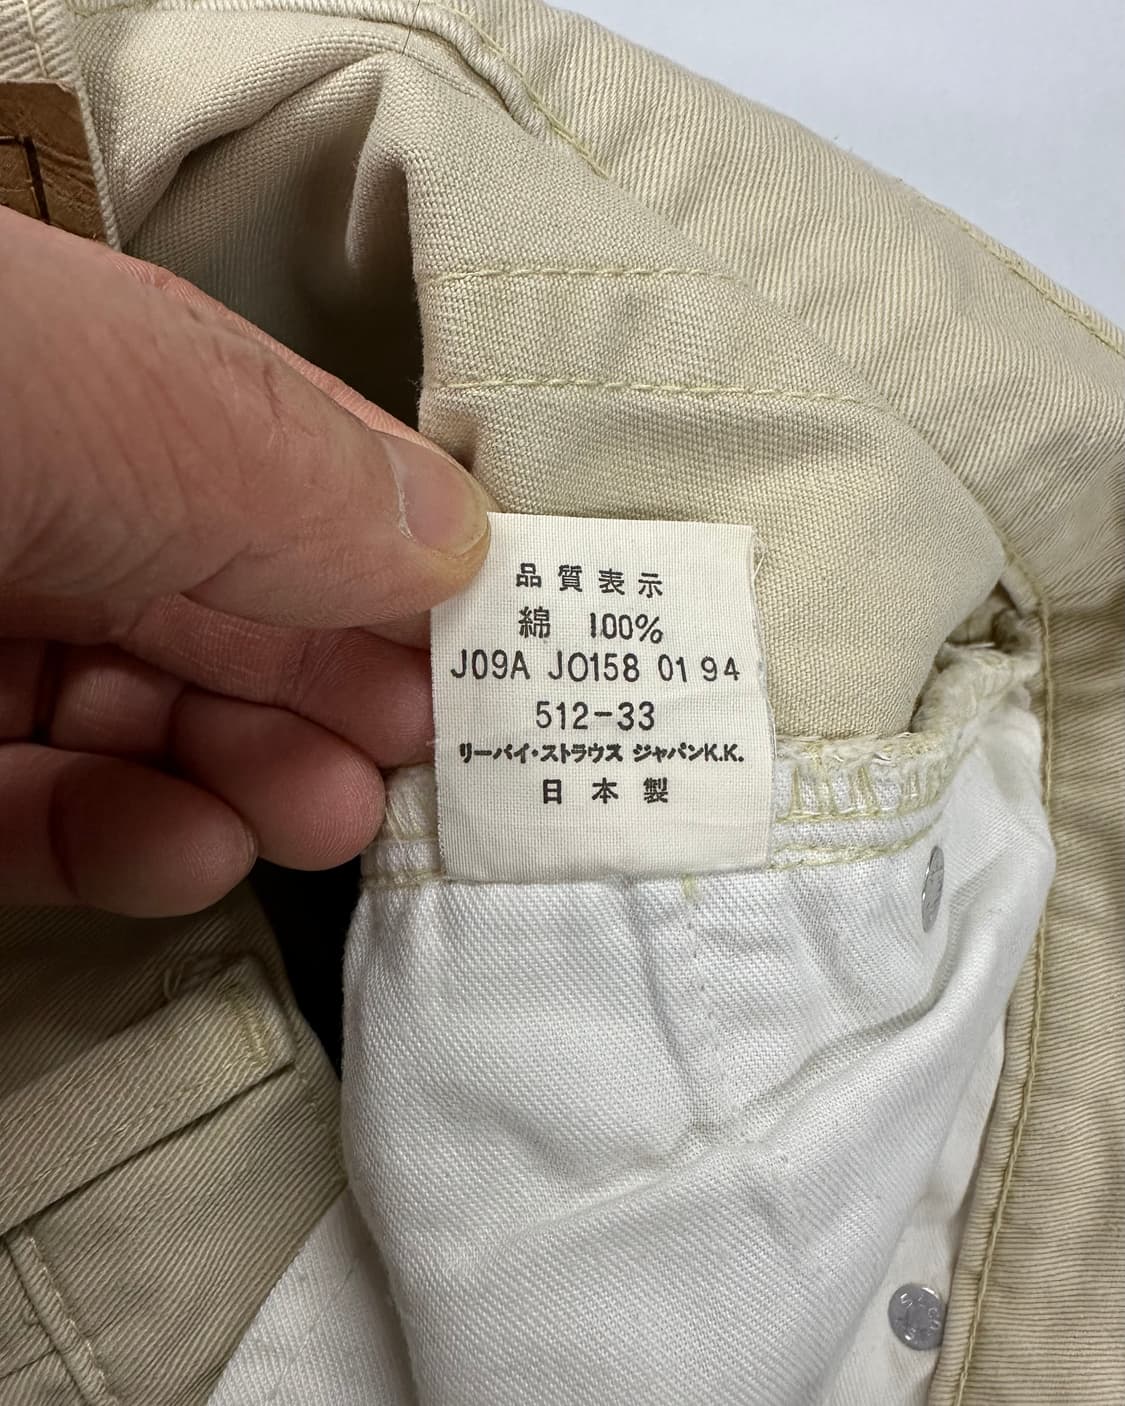 品質表示
綿 100%
J09A JO158 01 94
512-33
リーバイ・ストラウス ジャパンK.K.
日本製